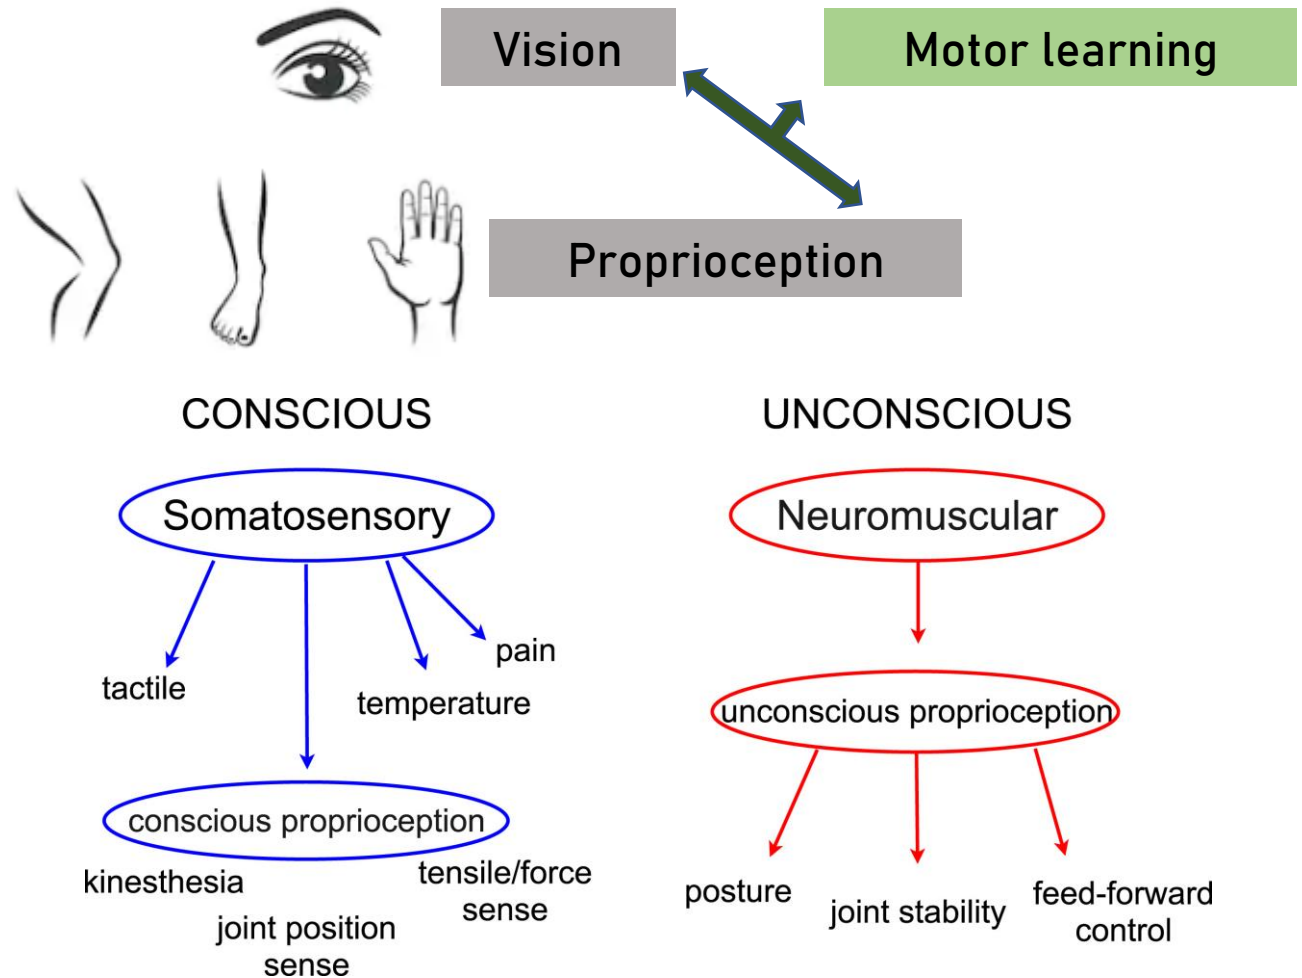 Vision
Motor learning
Proprioception
CONSCIOUS
UNCONSCIOUS
Somatosensory
Neuromuscular
tactile
temperature
pain
unconscious proprioception
conscious proprioception
kinesthesia
joint position
sense
tensile/force
sense
posture
joint stability
feed-forward
control